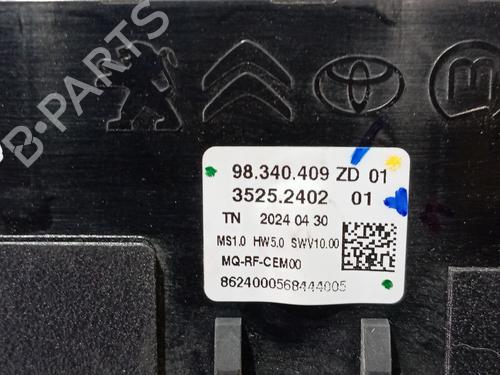 B-PARTS
98.340.409 ZD 01
3525.2402 01
TN 2024 04 30
MS1.0 HW5.0 SWV10.00
MQ-RF-CEM00
8624000568444005